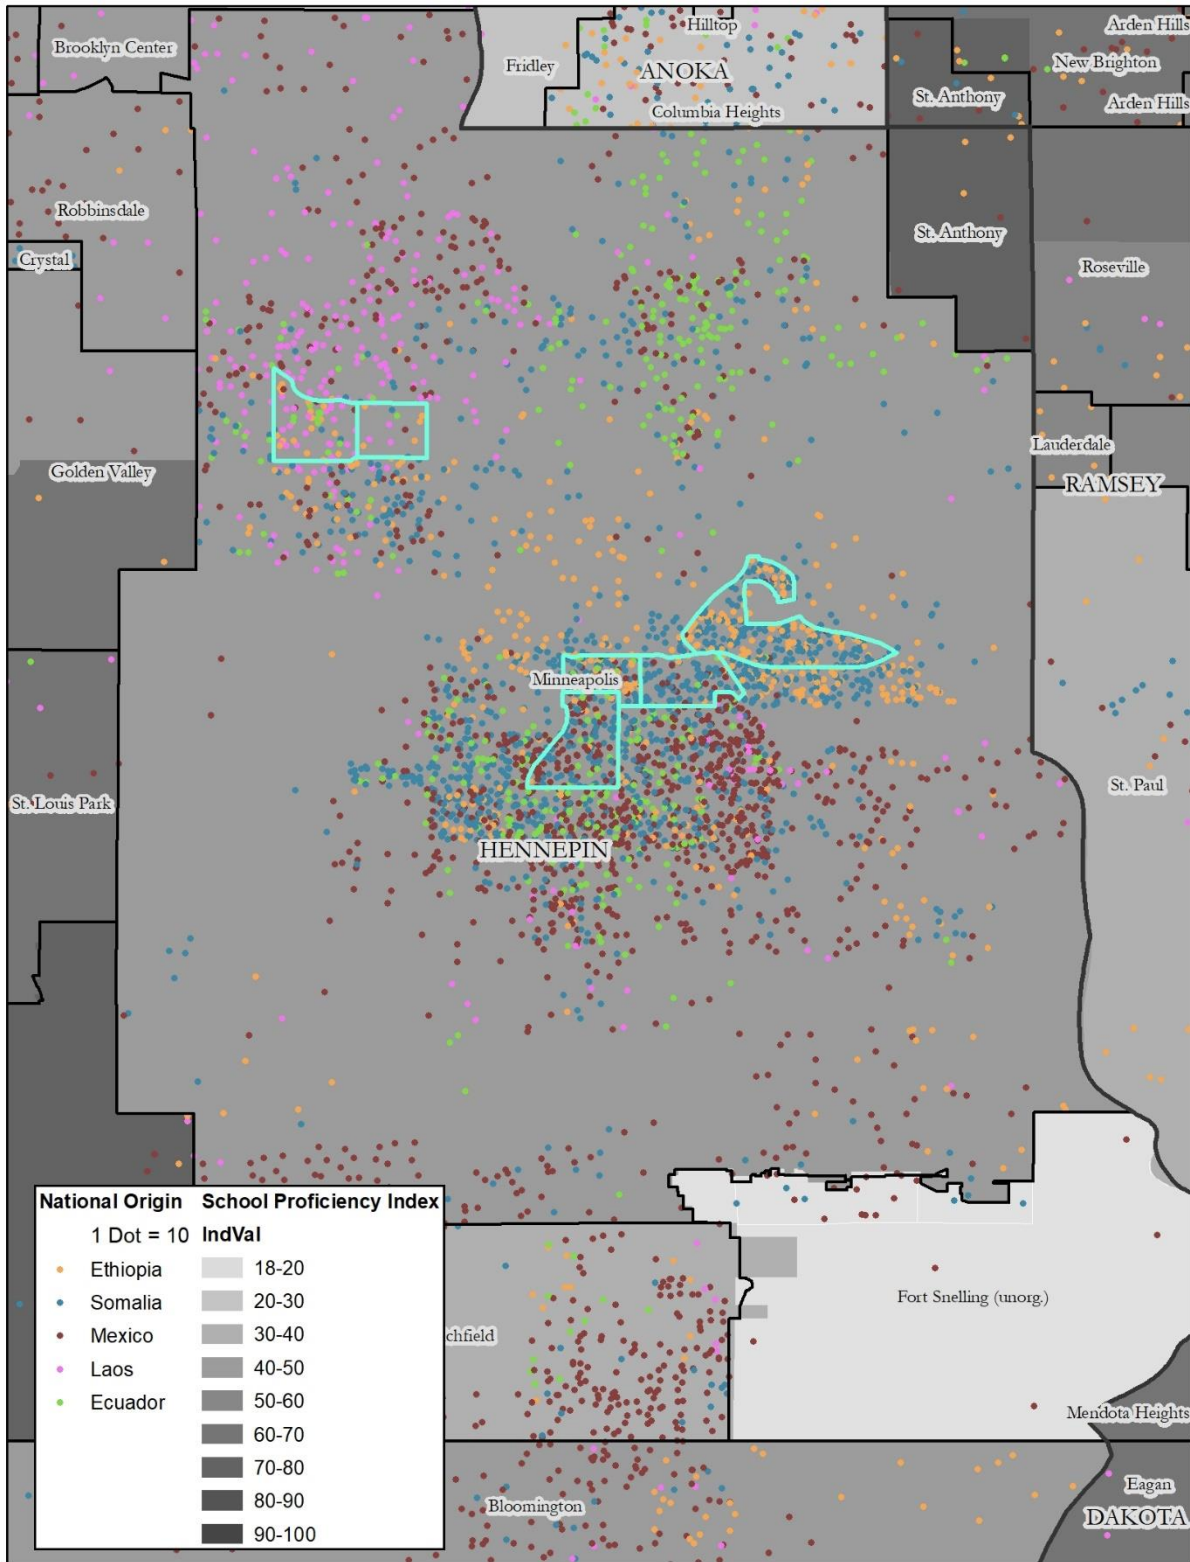 Hilltop
Arden Hills
Brooklyn Center
Fridley
ANOKA
New Brighton
St. Anthony
Arden Hills
Columbia Heights
Robbinsdale
St. Anthony
Crystal
Roseville
Lauderdale
Golden Valley
RAMSEY
Minneapolis
St. Louis Park
St. Paul
HENNEPIN
National Origin School Proficiency Index
1 Dot = 10 IndVal
Ethiopia 18-20
Somalia 20-30
Mexico 30-40
Laos 40-50
Ecuador 50-60
60-70
70-80
80-90
90-100
Fort Snelling (unorg.)
chfield
Mendota Heights
Bloomington
Eagan
DAKOTA